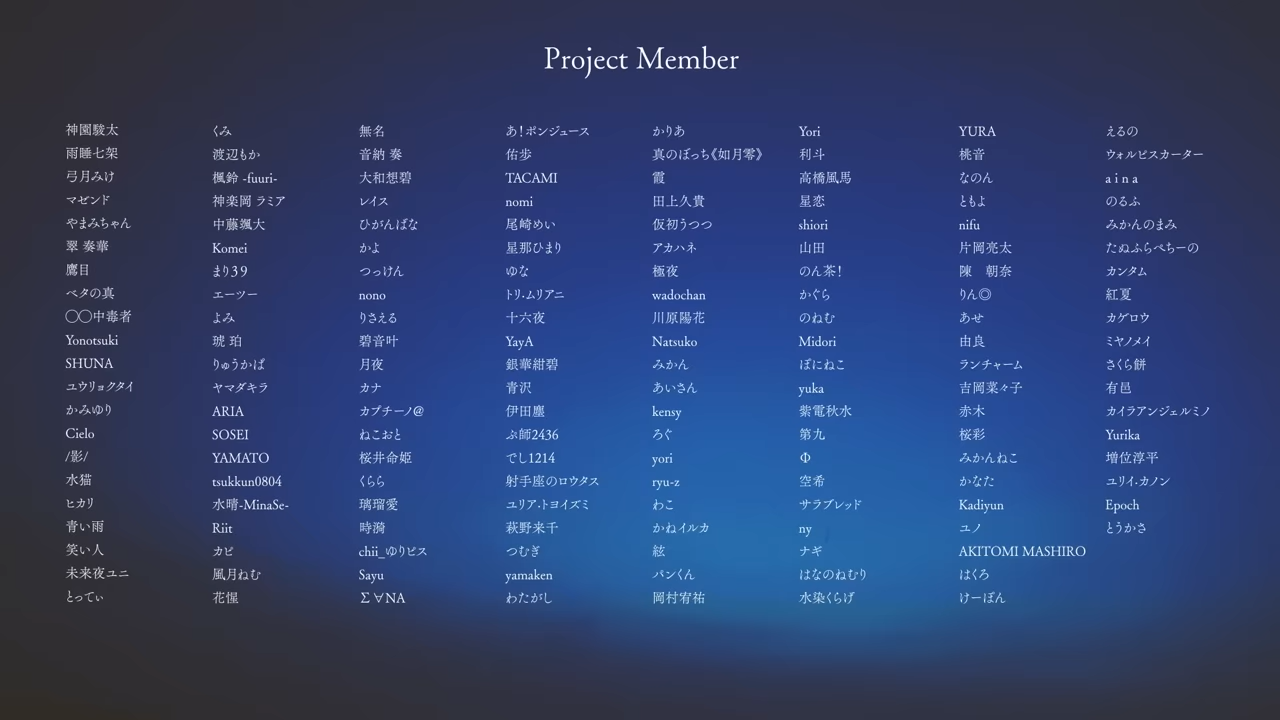 Project Member
神園駿太
雨睡七架
弓月みけ
マゼンド
やまみちゃん
翠 奏華
鷹目
ベタの真
〇〇中毒者
Yonotsuki
SHUNA
ユウリョクタイ
かみゆり
Cielo
/影/
水猫
ヒカリ
青い雨
笑い人
未来夜ユニ
とってぃ
くみ
渡辺もか
楓鈴 -fuuri-
神楽岡 ラミア
中藤颯大
Komei
まり39
エーツー
よみ
琥 珀
りゅうかば
ヤマダキラ
ARIA
SOSEI
YAMATO
tsukkun0804
水晴-MinaSe-
Riit
カビ
風月ねむ
花惺
無名
音納 奏
大和想碧
レイス
ひがんばな
かよ
つっけん
nono
りさえる
碧音叶
月夜
カナ
カプチーノ@
ねこおと
桜井命姫
くらら
璃瑠愛
時漪
chii_ゆりピス
Sayu
Σ∀NA
あ！ポンジュース
佑歩
TACAMI
nomi
尾崎めい
星那ひまり
ゆな
トリ・ムリアニ
十六夜
YayA
銀華紺碧
青沢
伊田塵
ぷ師2436
でし1214
射手座のロウタス
ユリア・トヨイズミ
萩野来千
つむぎ
yamaken
わたがし
かりあ
真のぼっち《如月零》
霞
田上久貴
仮初うつつ
アカハネ
極夜
wadochan
川原陽花
Natsuko
みかん
あいさん
kensy
ろぐ
yori
ryu-z
わこ
かねイルカ
絃
パンくん
岡村宥祐
Yori
利斗
高橋風馬
星恋
shiori
山田
のん茶！
かぐら
のねむ
Midori
ぽにねこ
yuka
紫電秋水
第九
Φ
空希
サラブレッド
ny
ナギ
はなのねむり
水染くらげ
YURA
桃音
なのん
ともよ
nifu
片岡亮太
陳　朝奈
りん◎
あせ
由良
ランチャーム
吉岡菜々子
赤木
桜彩
みかんねこ
かなた
Kadiyun
ユノ
AKITOMI MASHIRO
はくろ
けーぽん
えるの
ウォルピスカーター
a i n a
のるふ
みかんのまみ
たぬふらぺちーの
カンタム
紅夏
カゲロウ
ミヤノメイ
さくら餅
有邑
カイラアンジェルミノ
Yurika
増位淳平
ユリイ・カノン
Epoch
とうかさ